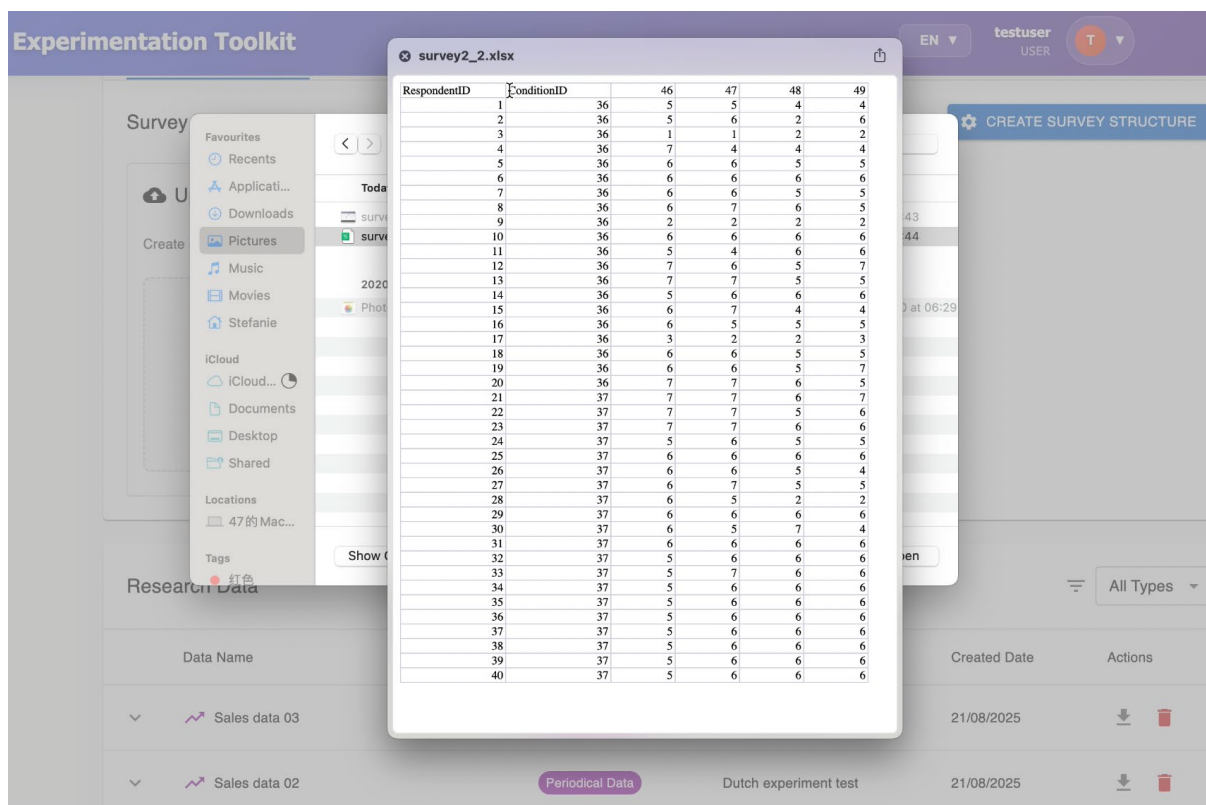 Experimentation Toolkit
EN
testuser
USER
T
survey2_2.xlsx
Survey
CREATE SURVEY STRUCTURE
U
Create
Favourites
Recents
Applicati...
Downloads
Pictures
Music
Movies
Stefanie
iCloud
iCloud...
Documents
Desktop
Shared
Locations
47的 Mac...
Tags
红色
Toda
surve
43
surve
44
2020
Phot
0 at 06:29
Show
pen
RespondentID ConditionID 46 47 48 49
1 36 5 5 4 4
2 36 5 6 2 6
3 36 1 1 2 2
4 36 7 4 4 4
5 36 6 6 5 5
6 36 6 6 6 6
7 36 6 6 5 5
8 36 6 7 6 5
9 36 2 2 2 2
10 36 6 6 6 6
11 36 5 4 6 6
12 36 7 6 5 7
13 36 7 7 5 5
14 36 5 6 6 6
15 36 6 7 4 4
16 36 6 5 5 5
17 36 3 2 2 3
18 36 6 6 5 5
19 36 6 6 5 7
20 36 7 7 6 5
21 37 7 7 6 7
22 37 7 7 5 6
23 37 7 7 6 6
24 37 5 6 5 5
25 37 6 6 6 6
26 37 6 6 5 4
27 37 6 7 5 5
28 37 6 5 2 2
29 37 6 6 6 6
30 37 6 5 7 4
31 37 6 6 6 6
32 37 5 6 6 6
33 37 5 7 6 6
34 37 5 6 6 6
35 37 5 6 6 6
36 37 5 6 6 6
37 37 5 6 6 6
38 37 5 6 6 6
39 37 5 6 6 6
40 37 5 6 6 6
Research Data
All Types
Data Name Created Date Actions
Sales data 03 21/08/2025
Sales data 02 Periodical Data Dutch experiment test 21/08/2025